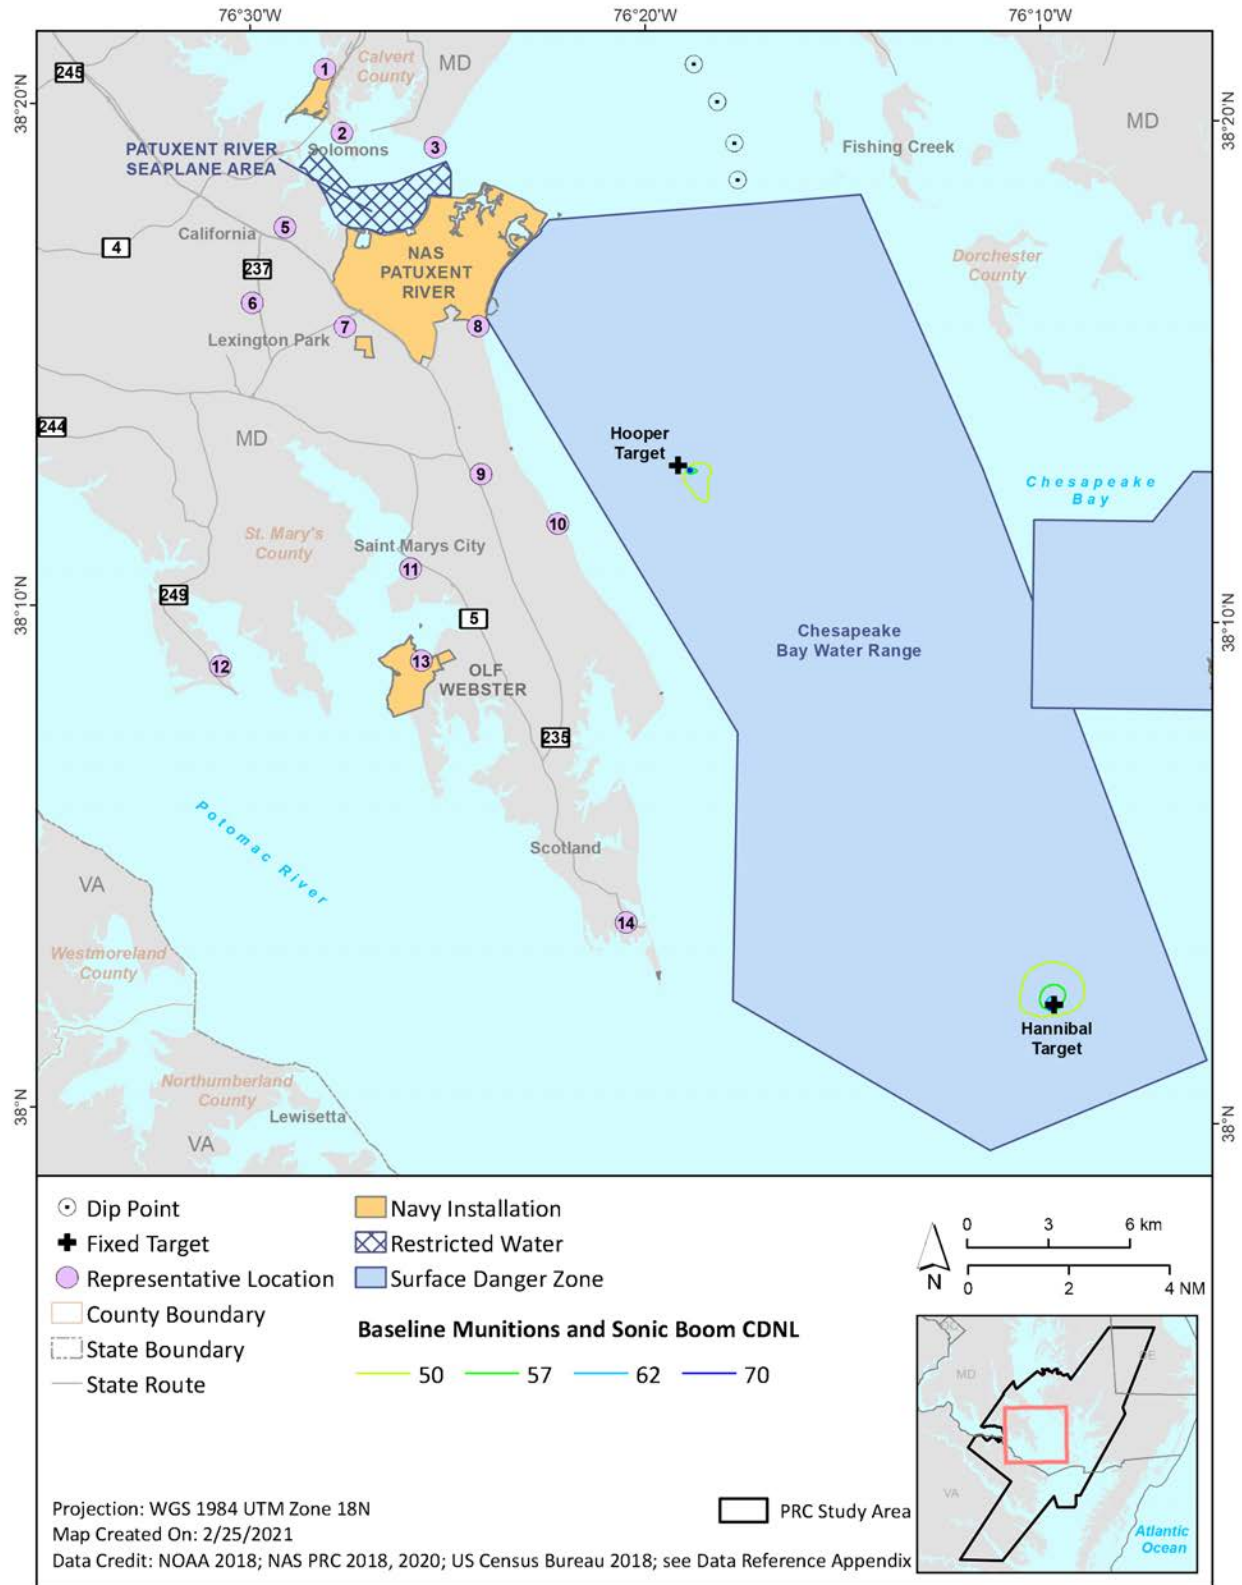 76°30'W
76°20'W
76°10'W
38°20'N
38°20'N
38°10'N
38°10'N
38°N
38°N
245
1
Calvert
County
MD
MD
2
Solomons
3
Fishing Creek
PATUXENT RIVER
SEAPLANE AREA
5
California
4
237
NAS
PATUXENT
RIVER
Dorchester
County
6
7
8
Lexington Park
244
MD
Hooper
Target
9
Chesapeake
Bay
10
St. Mary's
County
Saint Marys City
11
249
5
Chesapeake
Bay Water Range
12
13
OLF
WEBSTER
235
Potomac River
Scotland
VA
14
Westmoreland
County
Hannibal
Target
Northumberland
County
Lewisetta
VA
Dip Point
Fixed Target
Representative Location
County Boundary
State Boundary
State Route
Navy Installation
Restricted Water
Surface Danger Zone
Baseline Munitions and Sonic Boom CDNL
50
57
62
70
N
0 3 6 km
0 2 4 NM
MD
DE
VA
Atlantic
Ocean
PRC Study Area
Projection: WGS 1984 UTM Zone 18N
Map Created On: 2/25/2021
Data Credit: NOAA 2018; NAS PRC 2018, 2020; US Census Bureau 2018; see Data Reference Appendix